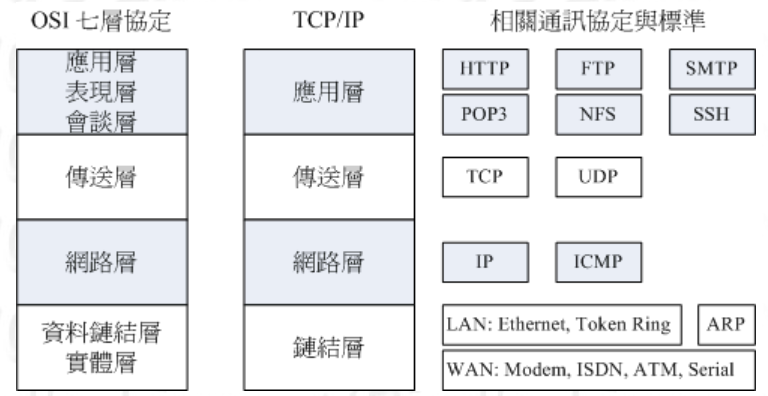 OSI 七層協定
TCP/IP
相關通訊協定與標準
應用層
表現層
會談層
應用層
HTTP
FTP
SMTP
POP3
NFS
SSH
傳送層
傳送層
TCP
UDP
網路層
網路層
IP
ICMP
資料鏈結層
實體層
鏈結層
LAN: Ethernet, Token Ring
ARP
WAN: Modem, ISDN, ATM, Serial